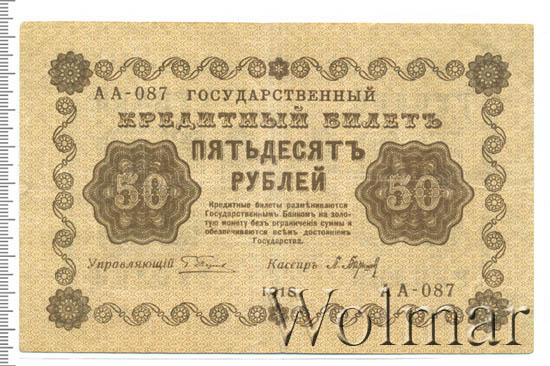 АА-087 ГОСУДАРСТВЕННЫЙ
КРЕДИТНЫЙ БИЛЕТЪ
ПЯТЬДЕСЯТЪ
РУБЛЕЙ
50 50
Кредитные билеты размѣниваются
Государственнымъ Банкомъ на золо-
тую монету безъ ограниченія суммы и
обезпечиваются всѣмъ достояніемъ
Государства.
Управляющій Кассиръ
1918 АА-087
Wolmar